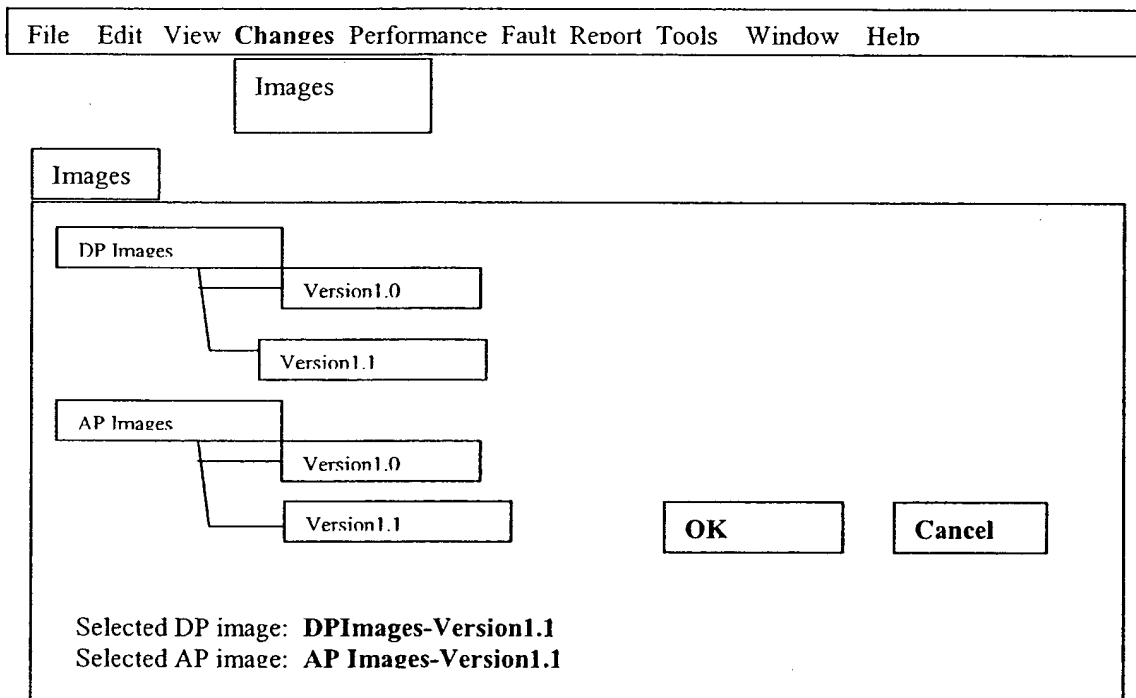 File Edit View Changes Performance Fault Report Tools Window Help
Images
Images
DP Images
Version1.0
Version1.1
AP Images
Version1.0
Version1.1
OK Cancel
Selected DP image: DPImages-Version1.1
Selected AP image: AP Images-Version1.1